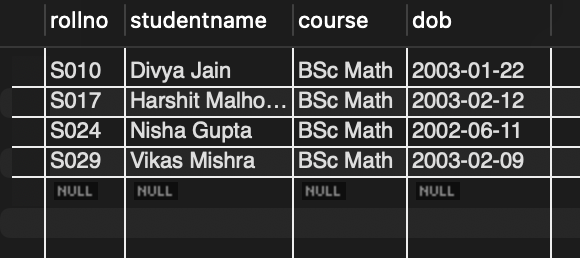 rollno studentname course dob
S010 Divya Jain BSc Math 2003-01-22
S017 Harshit Malho... BSc Math 2003-02-12
S024 Nisha Gupta BSc Math 2002-06-11
S029 Vikas Mishra BSc Math 2003-02-09
NULL NULL NULL NULL